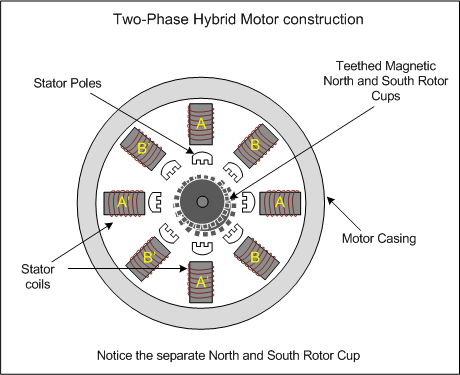 Two-Phase Hybrid Motor construction
Stator Poles
Teethed Magnetic
North and South Rotor
Cups
A
B'
B
A'
A
B'
B
A
Motor Casing
Stator
coils
Notice the separate North and South Rotor Cup